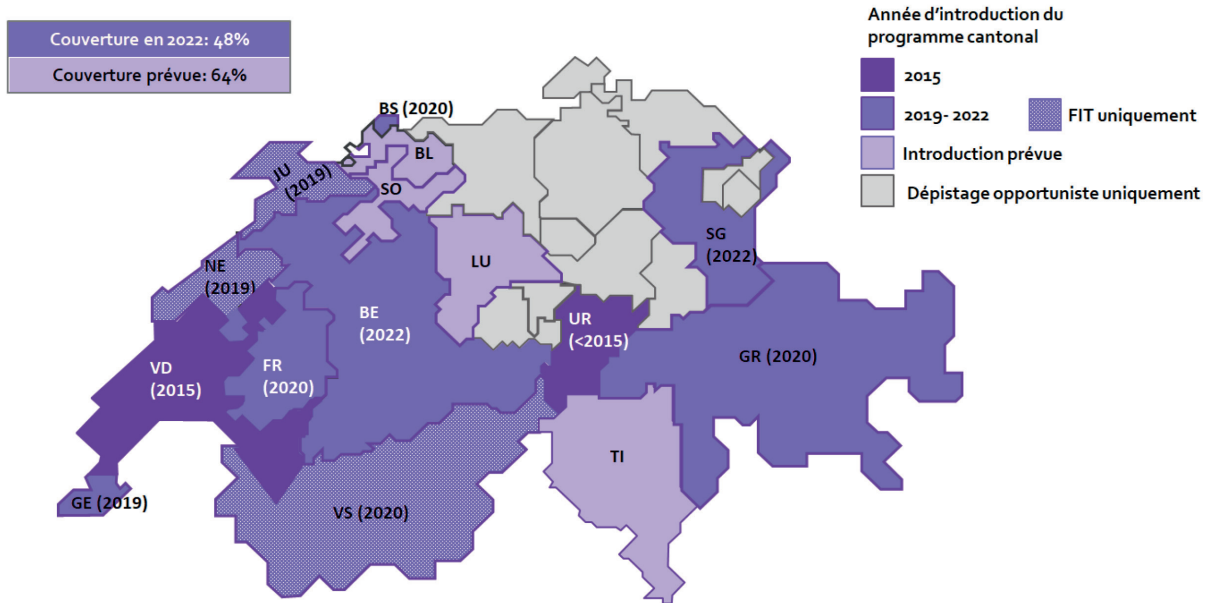 Couverture en 2022: 48%
Couverture prévue: 64%
Année d'introduction du
programme cantonal
2015
2019- 2022
FIT uniquement
Introduction prévue
Dépistage opportuniste uniquement
BS (2020)
BL
JU
(2019)
SO
NE
(2019)
LU
SG
(2022)
BE
(2022)
UR
(<2015)
VD
(2015)
FR
(2020)
GR (2020)
TI
GE (2019)
VS (2020)